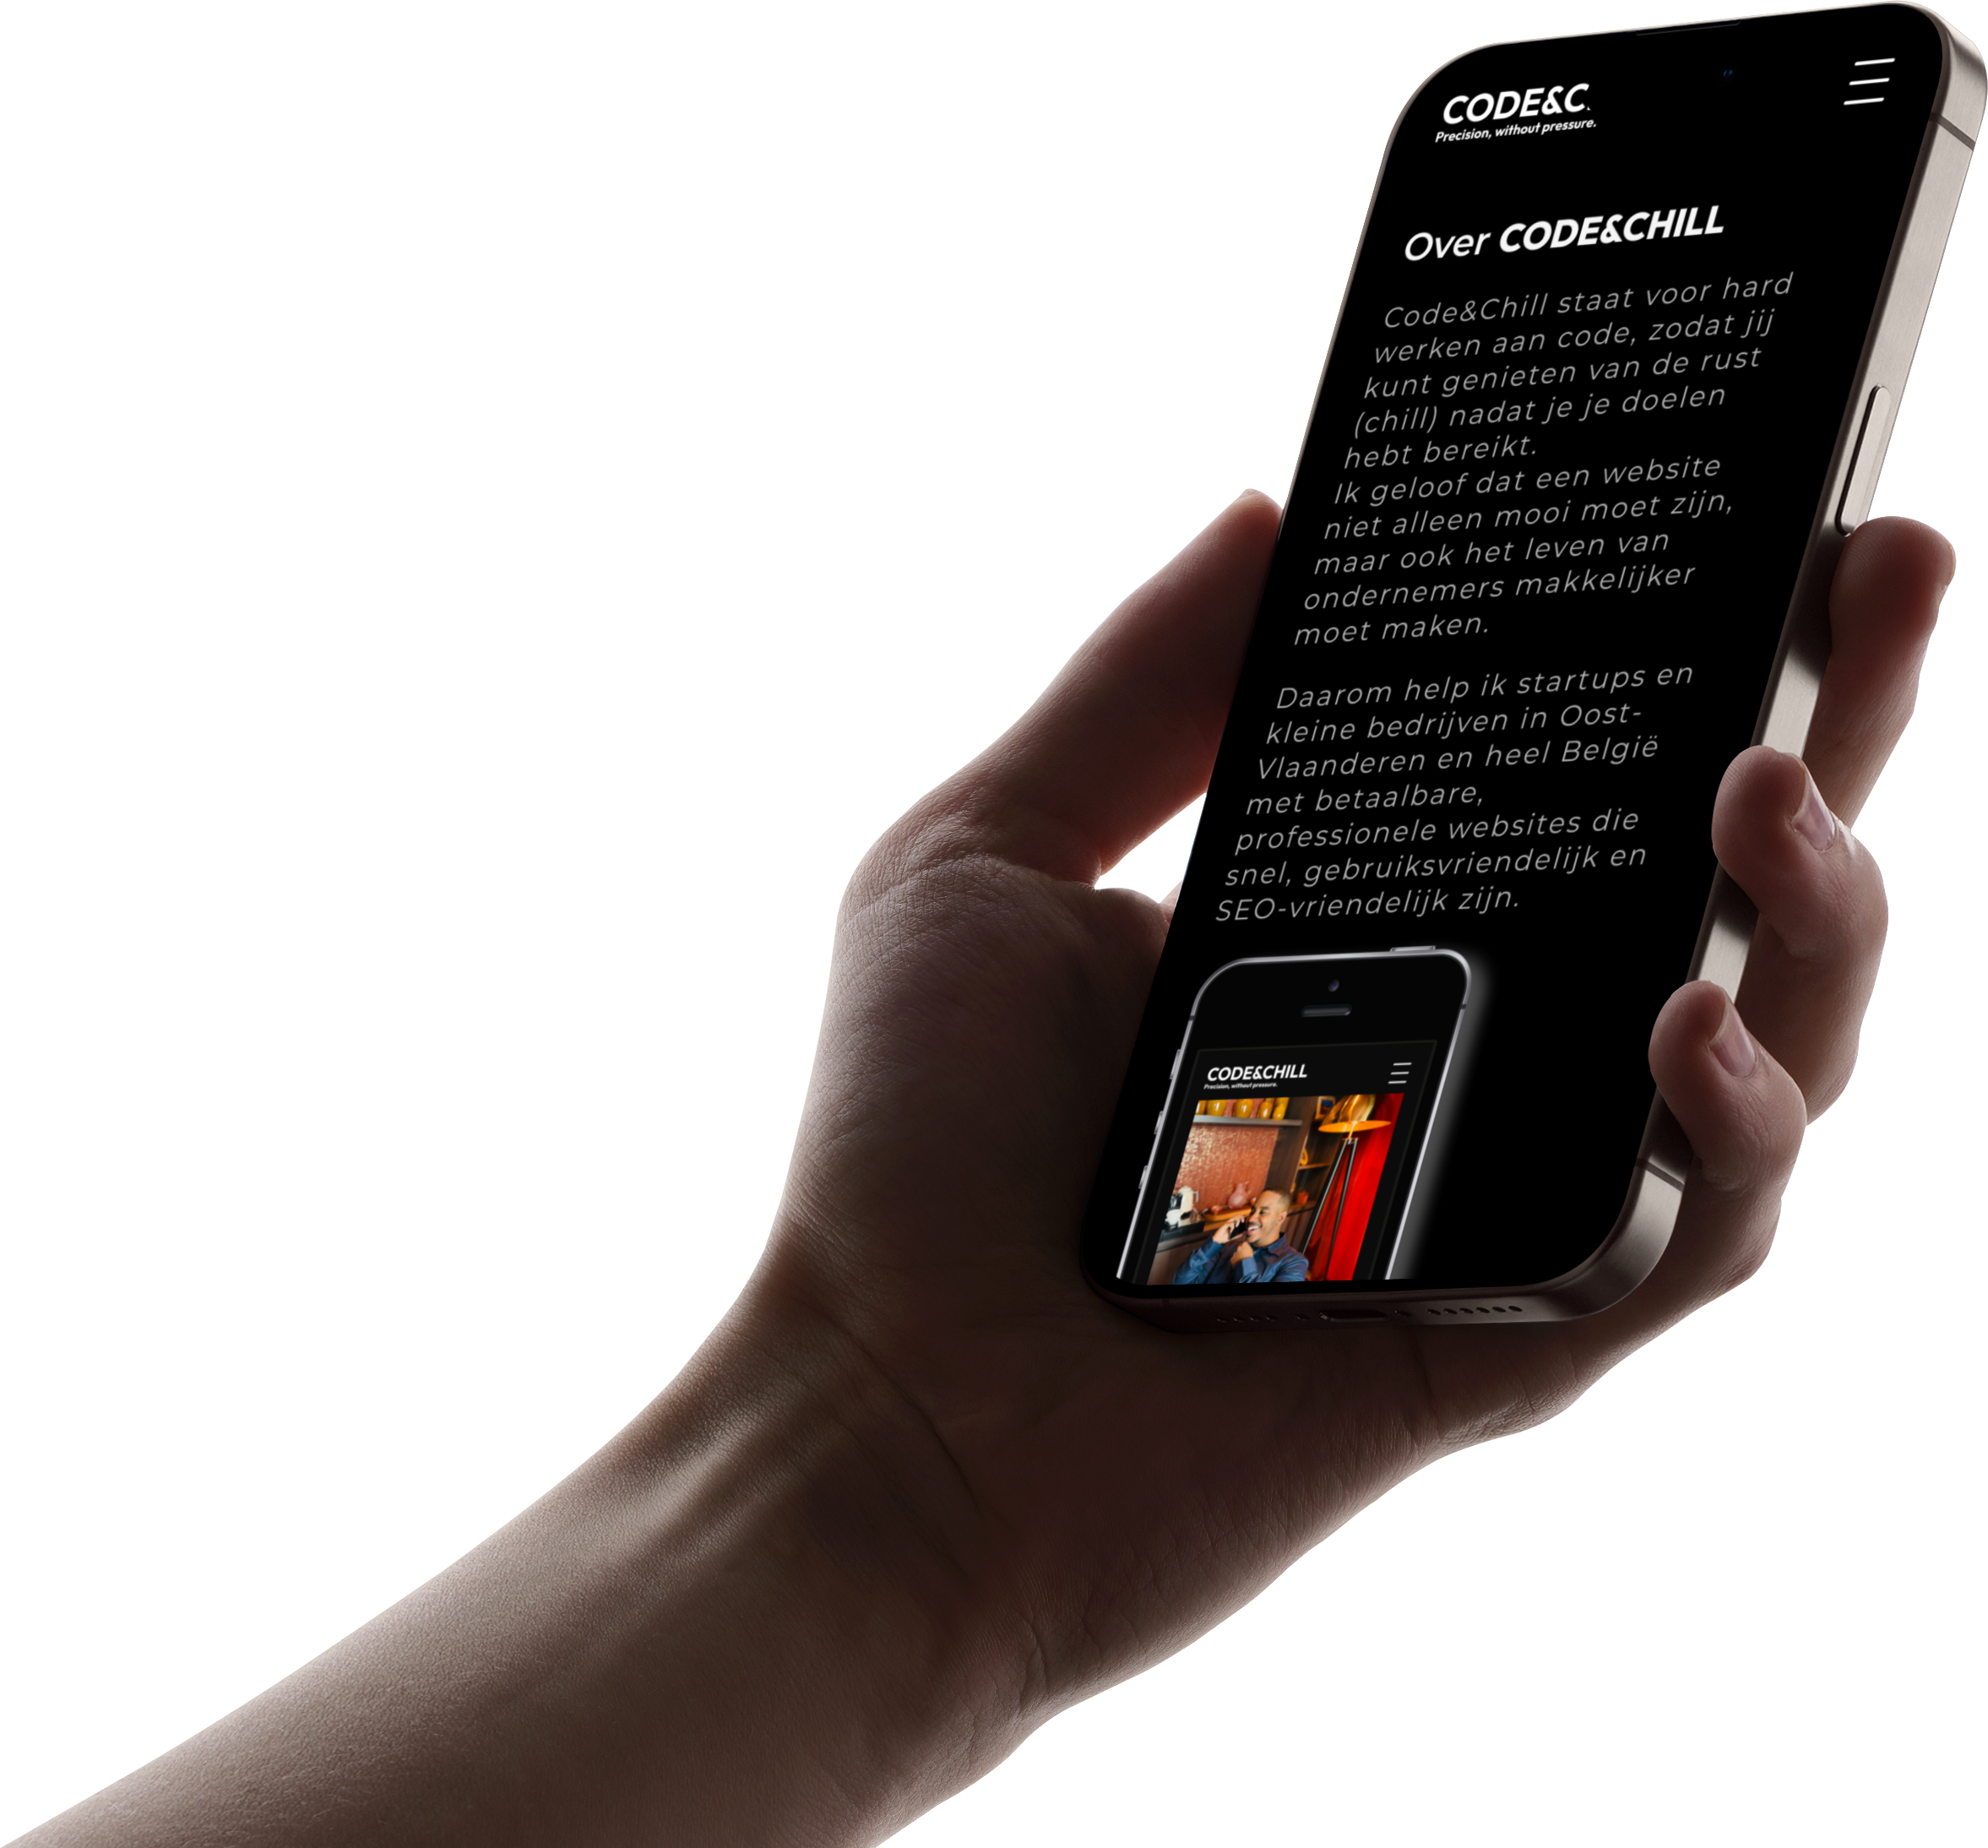 CODE&C.
Precision, without pressure.
Over CODE&CHILL
Code&Chill staat voor hard
werken aan code, zodat jij
kunt genieten van de rust
(chill) nadat je je doelen
hebt bereikt.
Ik geloof dat een website
niet alleen mooi moet zijn,
maar ook het leven van
ondernemers makkelijker
moet maken.
Daarom help ik startups en
kleine bedrijven in Oost-
Vlaanderen en heel België
met betaalbare,
professionele websites die
snel, gebruiksvriendelijk en
SEO-vriendelijk zijn.
CODE&CHILL
Precision, without pressure.